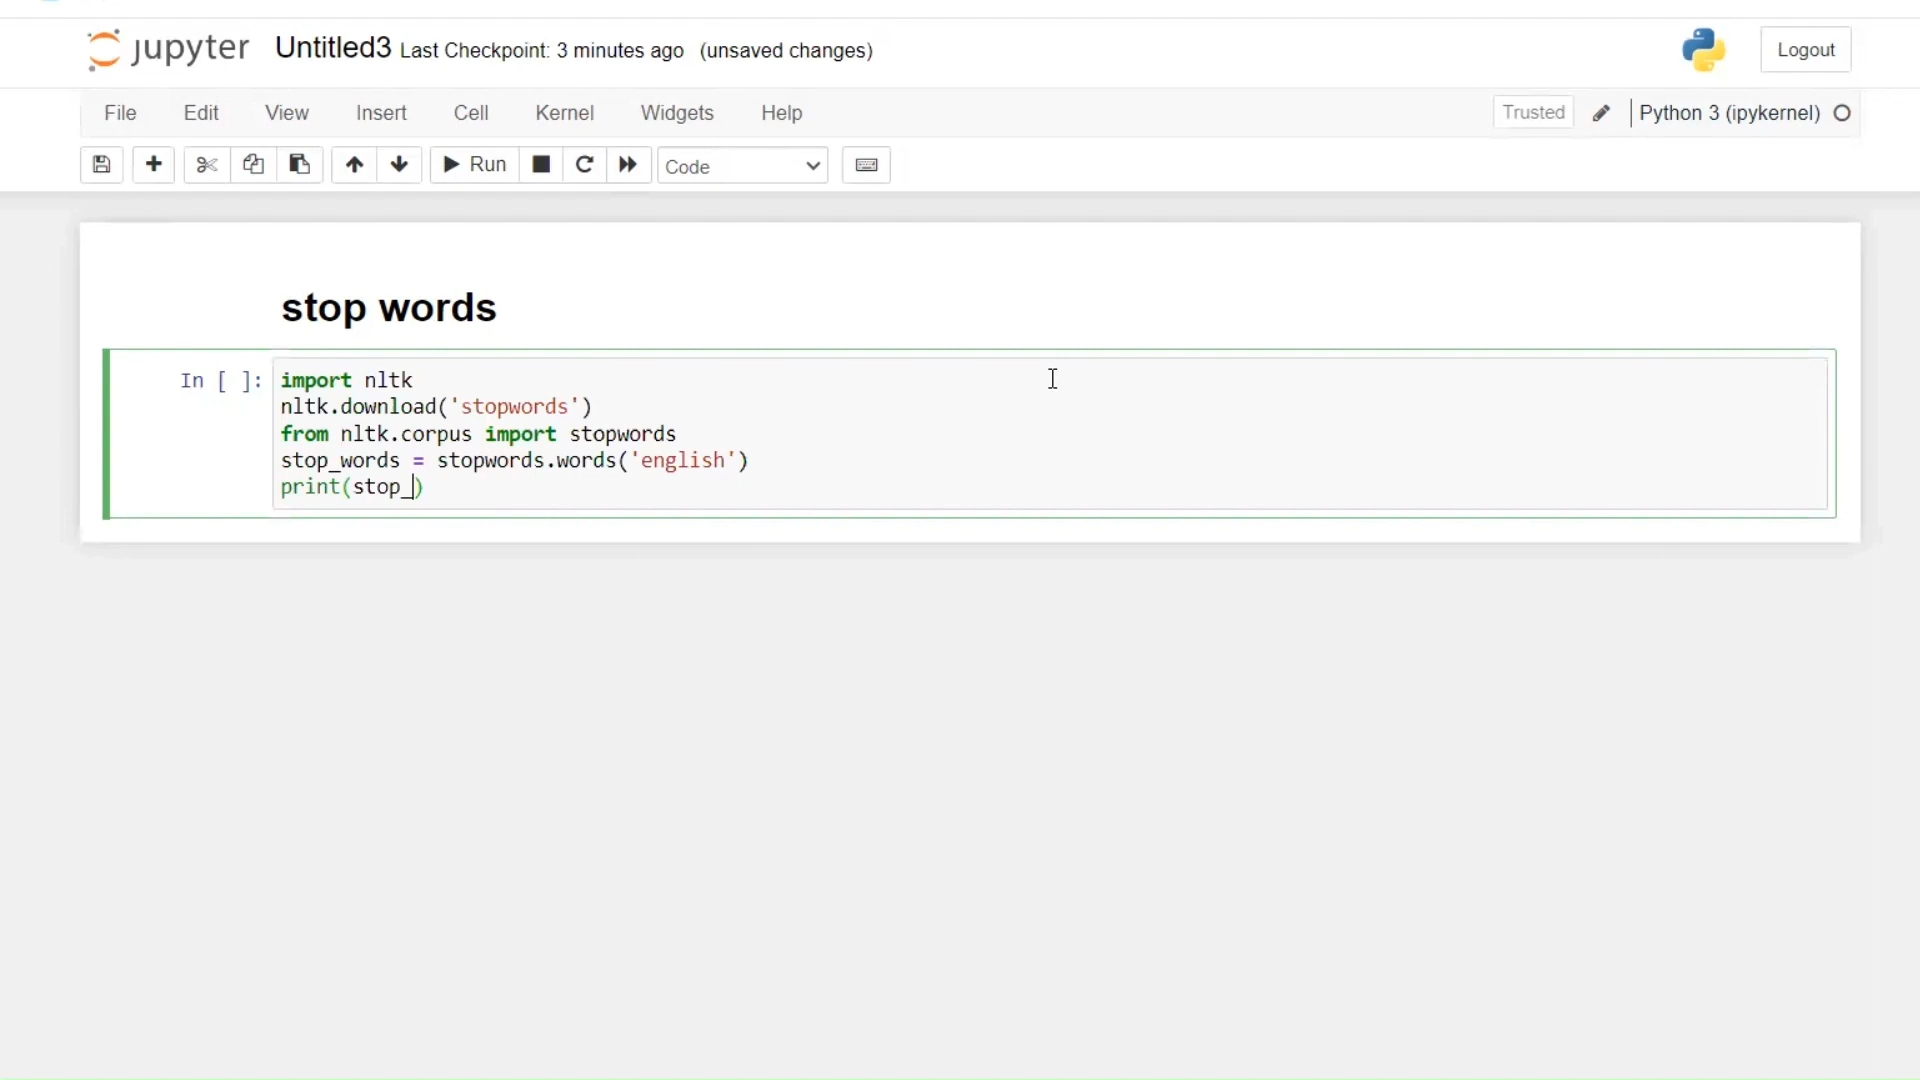 jupyter Untitled3 Last Checkpoint: 3 minutes ago (unsaved changes) Logout
File Edit View Insert Cell Kernel Widgets Help Trusted Python 3 (ipykernel)
Run Code
stop words
In [ ]: import nltk
nltk.download('stopwords')
from nltk.corpus import stopwords
stop_words = stopwords.words('english')
print(stop_)